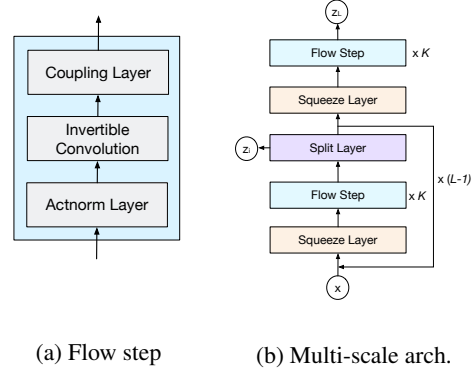 Coupling Layer
Invertible
Convolution
Actnorm Layer
(a) Flow step
zL
Flow Step
x K
Squeeze Layer
zi
Split Layer
x (L-1)
Flow Step
x K
Squeeze Layer
x
(b) Multi-scale arch.